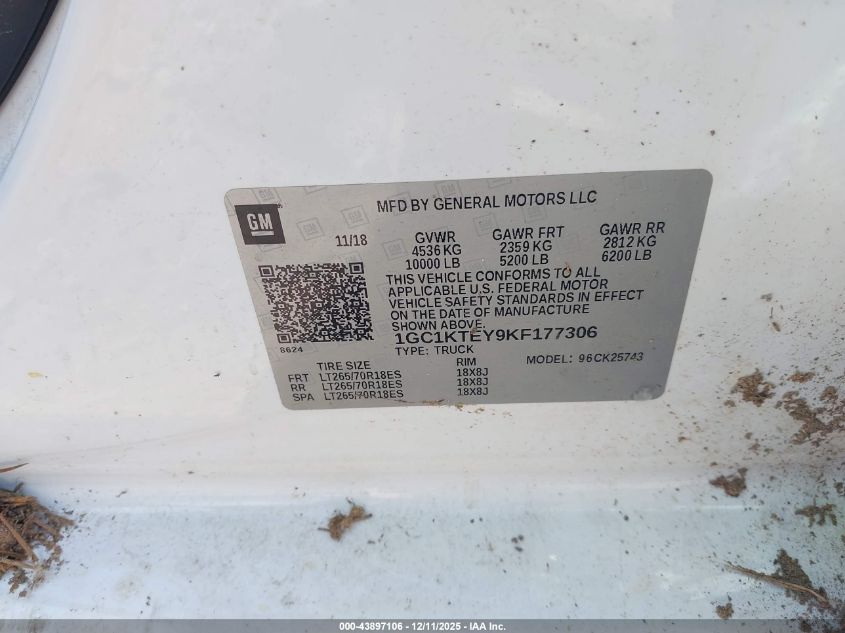 GM
MFD BY GENERAL MOTORS LLC
11/18
GVWR GAWR FRT GAWR RR
4536 KG 2359 KG 2812 KG
10000 LB 5200 LB 6200 LB
THIS VEHICLE CONFORMS TO ALL
APPLICABLE U.S. FEDERAL MOTOR
VEHICLE SAFETY STANDARDS IN EFFECT
ON THE DATE OF MANUFACTURE
SHOWN ABOVE.
8624
1GC1KTEY9KF177306
TYPE: TRUCK
MODEL: 96CK25743
TIRE SIZE RIM
FRT LT265/70R18ES 18X8J
RR LT265/70R18ES 18X8J
SPA LT265/70R18ES 18X8J
000-43897106 - 12/11/2025 - IAA Inc.